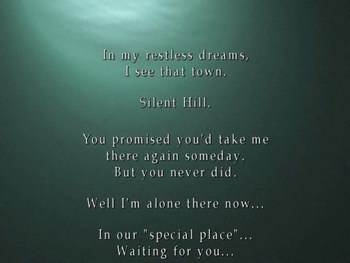 In my restless dreams,
I see that town.
Silent Hill.
You promised you'd take me
there again someday.
But you never did.
Well I'm alone there now...
In our "special place"...
Waiting for you...